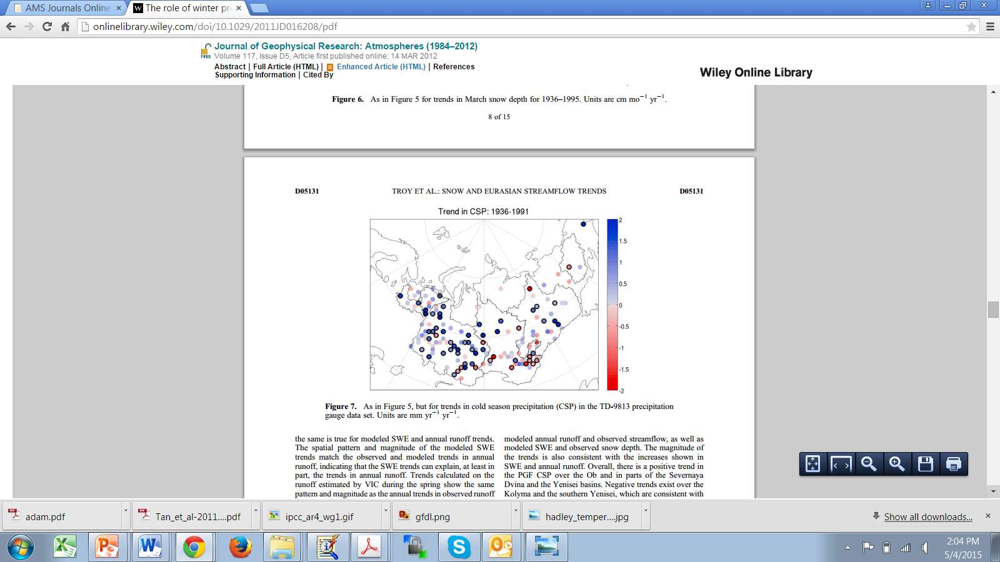 AMS Journals Online
The role of winter pr
onlinelibrary.wiley.com/doi/10.1029/2011JD016208/pdf
FREE
Journal of Geophysical Research: Atmospheres (1984–2012)
Volume 117, Issue D5, Article first published online: 14 MAR 2012
Abstract | Full Article (HTML) | Enhanced Article (HTML) | References
Supporting Information | Cited By
Wiley Online Library
Figure 6. As in Figure 5 for trends in March snow depth for 1936–1995. Units are cm mo⁻¹ yr⁻¹.
8 of 15
D05131 TROY ET AL.: SNOW AND EURASIAN STREAMFLOW TRENDS D05131
Trend in CSP: 1936-1991
2
1.5
1
0.5
0
-0.5
-1
-1.5
-2
Figure 7. As in Figure 5, but for trends in cold season precipitation (CSP) in the TD-9813 precipitation
gauge data set. Units are mm yr⁻¹ yr⁻¹.
the same is true for modeled SWE and annual runoff trends.
The spatial pattern and magnitude of the modeled SWE
trends match the observed and modeled trends in annual
runoff, indicating that the SWE trends can explain, at least in
part, the trends in annual runoff. Trends calculated on the
runoff estimated by VIC during the spring show the same
pattern and magnitude as the annual trends in observed runoff
modeled annual runoff and observed streamflow, as well as
modeled SWE and observed snow depth. The magnitude of
the trends is also consistent with the increases shown in
SWE and annual runoff. Overall, there is a positive trend in
the PGF CSP over the Ob and in parts of the Severnaya
Dvina and the Yenisei basins. Negative trends exist over the
Kolyma and the southern Yenisei, which are consistent with
adam.pdf
Tan_et_al-2011....pdf
ipcc_ar4_wg1.gif
gfdl.png
hadley_temper....jpg
Show all downloads...
2:04 PM
5/4/2015